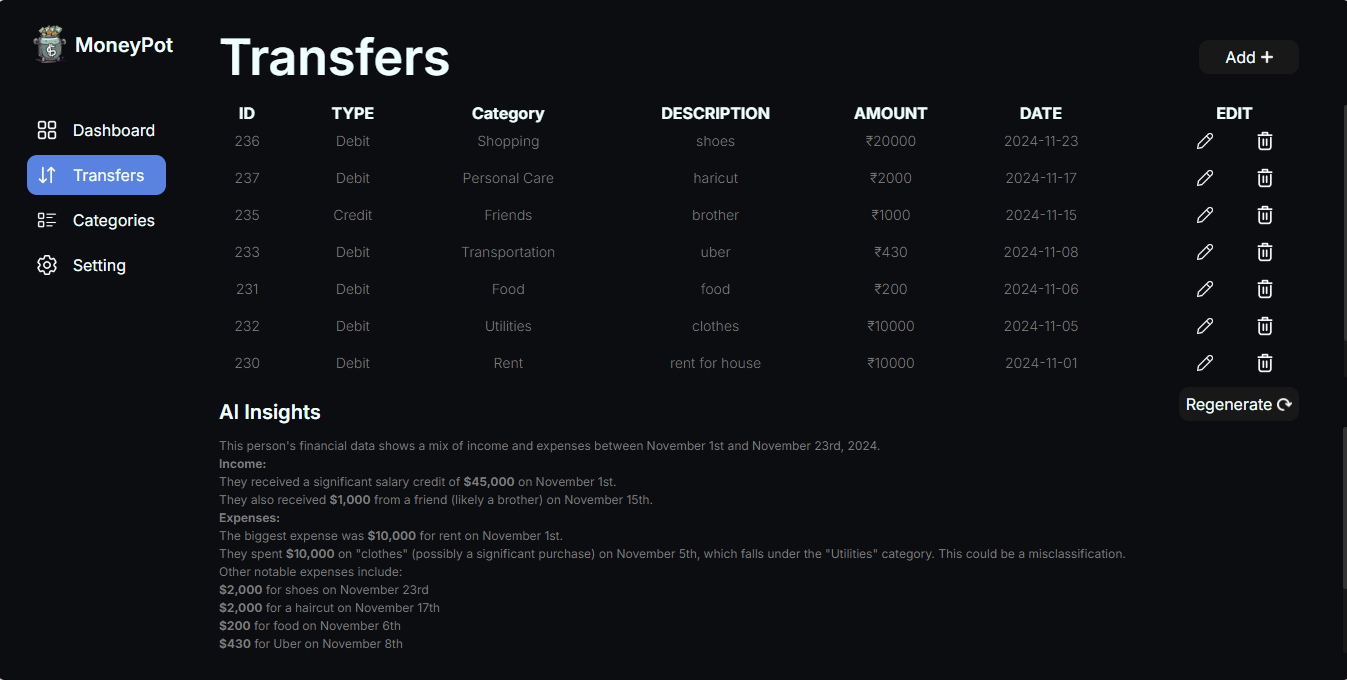 MoneyPot
Transfers
Add +
Dashboard
Transfers
Categories
Setting
ID TYPE Category DESCRIPTION AMOUNT DATE EDIT
236 Debit Shopping shoes ₹20000 2024-11-23
237 Debit Personal Care haricut ₹2000 2024-11-17
235 Credit Friends brother ₹1000 2024-11-15
233 Debit Transportation uber ₹430 2024-11-08
231 Debit Food food ₹200 2024-11-06
232 Debit Utilities clothes ₹10000 2024-11-05
230 Debit Rent rent for house ₹10000 2024-11-01
AI Insights
Regenerate
This person's financial data shows a mix of income and expenses between November 1st and November 23rd, 2024.
Income:
They received a significant salary credit of $45,000 on November 1st.
They also received $1,000 from a friend (likely a brother) on November 15th.
Expenses:
The biggest expense was $10,000 for rent on November 1st.
They spent $10,000 on "clothes" (possibly a significant purchase) on November 5th, which falls under the "Utilities" category. This could be a misclassification.
Other notable expenses include:
$2,000 for shoes on November 23rd
$2,000 for a haircut on November 17th
$200 for food on November 6th
$430 for Uber on November 8th